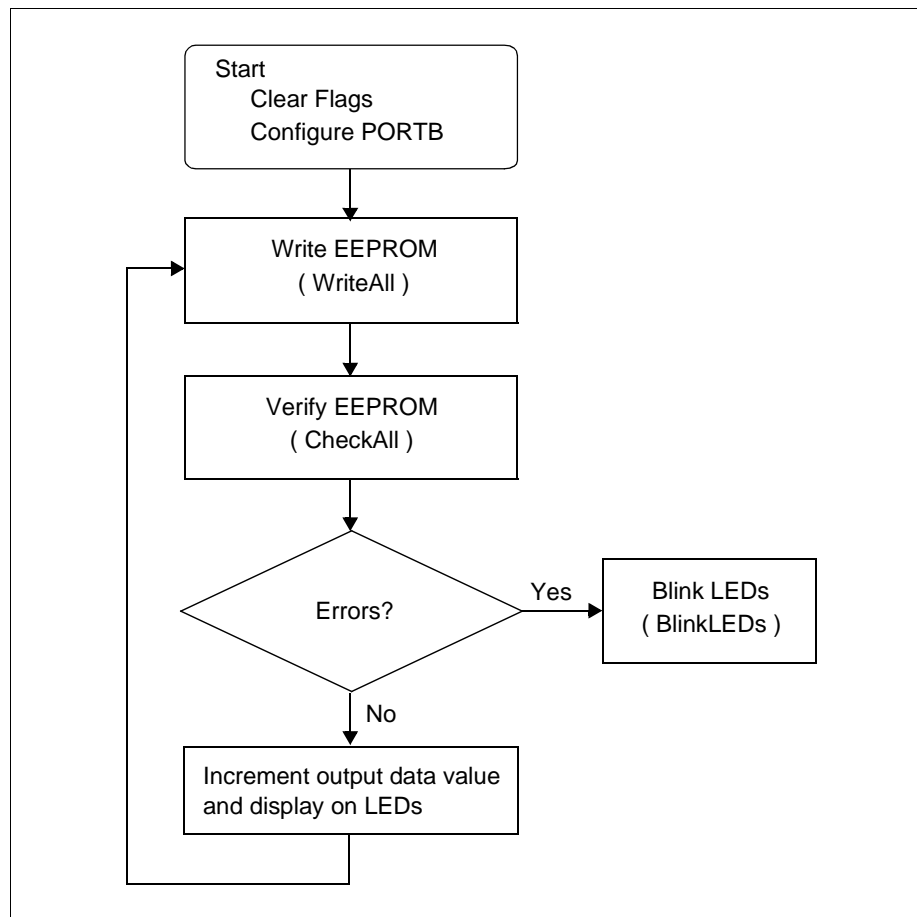 Start
Clear Flags
Configure PORTB
Write EEPROM
( WriteAll )
Verify EEPROM
( CheckAll )
Errors?
Yes
Blink LEDs
( BlinkLEDs )
No
Increment output data value
and display on LEDs